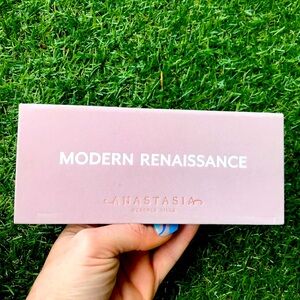 MODERN RENAISSANCE
ANASTASIA
BEVERLY HILLS